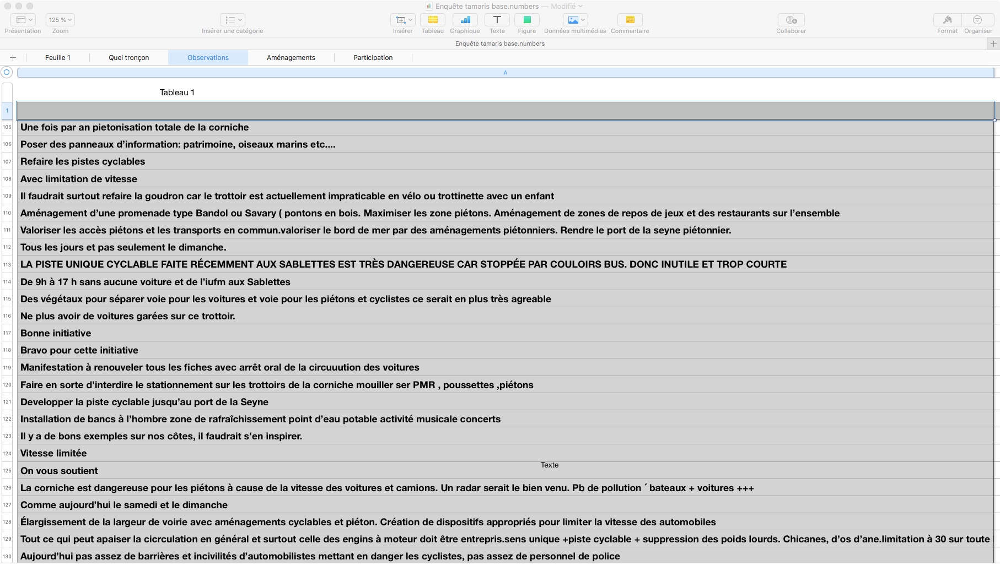 Enquête tamaris base.numbers — Modifié
125 %
Présentation Zoom Insérer une catégorie Insérer Tableau Graphique Texte Figure Données multimédias Commentaire Collaborer Format Organiser
Enquête tamaris base.numbers
Feuille 1 Quel tronçon Observations Aménagements Participation
A
Tableau 1
1
105 Une fois par an pietonisation totale de la corniche
106 Poser des panneaux d’information: patrimoine, oiseaux marins etc....
107 Refaire les pistes cyclables
108 Avec limitation de vitesse
109 Il faudrait surtout refaire la goudron car le trottoir est actuellement impraticable en vélo ou trottinette avec un enfant
110 Aménagement d’une promenade type Bandol ou Savary ( pontons en bois. Maximiser les zone piétons. Aménagement de zones de repos de jeux et des restaurants sur l’ensemble
111 Valoriser les accès piétons et les transports en commun.valoriser le bord de mer par des aménagements piétonniers. Rendre le port de la seyne piétonnier.
112 Tous les jours et pas seulement le dimanche.
113 LA PISTE UNIQUE CYCLABLE FAITE RÉCEMMENT AUX SABLETTES EST TRÈS DANGEREUSE CAR STOPPÉE PAR COULOIRS BUS. DONC INUTILE ET TROP COURTE
114 De 9h à 17 h sans aucune voiture et de l’iufm aux Sablettes
115 Des végétaux pour séparer voie pour les voitures et voie pour les piétons et cyclistes ce serait en plus très agreable
116 Ne plus avoir de voitures garées sur ce trottoir.
117 Bonne initiative
118 Bravo pour cette initiative
119 Manifestation à renouveler tous les fiches avec arrêt oral de la circuuution des voitures
120 Faire en sorte d’interdire le stationnement sur les trottoirs de la corniche mouiller ser PMR , poussettes ,piétons
121 Developper la piste cyclable jusqu’au port de la Seyne
122 Installation de bancs à l’hombre zone de rafraîchissement point d’eau potable activité musicale concerts
123 Il y a de bons exemples sur nos côtes, il faudrait s’en inspirer.
124 Vitesse limitée
Texte
125 On vous soutient
126 La corniche est dangereuse pour les piétons à cause de la vitesse des voitures et camions. Un radar serait le bien venu. Pb de pollution ´ bateaux + voitures +++
127 Comme aujourd’hui le samedi et le dimanche
128 Élargissement de la largeur de voirie avec aménagements cyclables et piéton. Création de dispositifs appropriés pour limiter la vitesse des automobiles
129 Tout ce qui peut apaiser la cicrculation en général et surtout celle des engins à moteur doit être entrepris.sens unique +piste cyclable + suppression des poids lourds. Chicanes, d’os d’ane.limitation à 30 sur toute
130 Aujourd’hui pas assez de barrières et incivilités d’automobilistes mettant en danger les cyclistes, pas assez de personnel de police